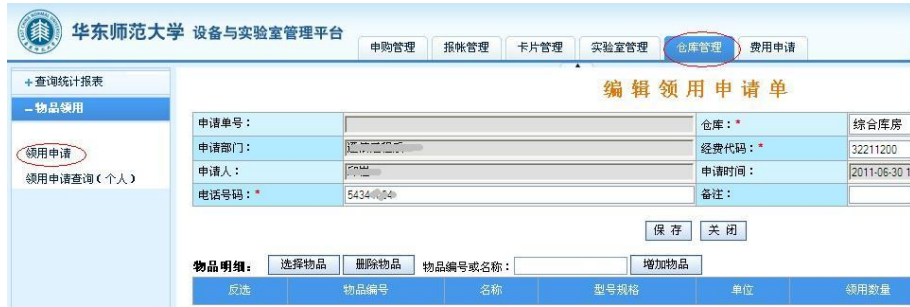 华东师范大学 设备与实验室管理平台
申购管理 报帐管理 卡片管理 实验室管理 仓库管理 费用申请
+查询统计报表
-物品领用
领用申请
领用申请查询(个人)
编辑领用申请单
申请单号: 仓库:* 综合库房
申请部门: 经费代码:* 32211200
申请人: 申请时间: 2011-06-30 1
电话号码:* 5434 备注:
保存 关闭
物品明细: 选择物品 删除物品 物品编号或名称: 增加物品
反选 物品编号 名称 型号规格 单位 领用数量